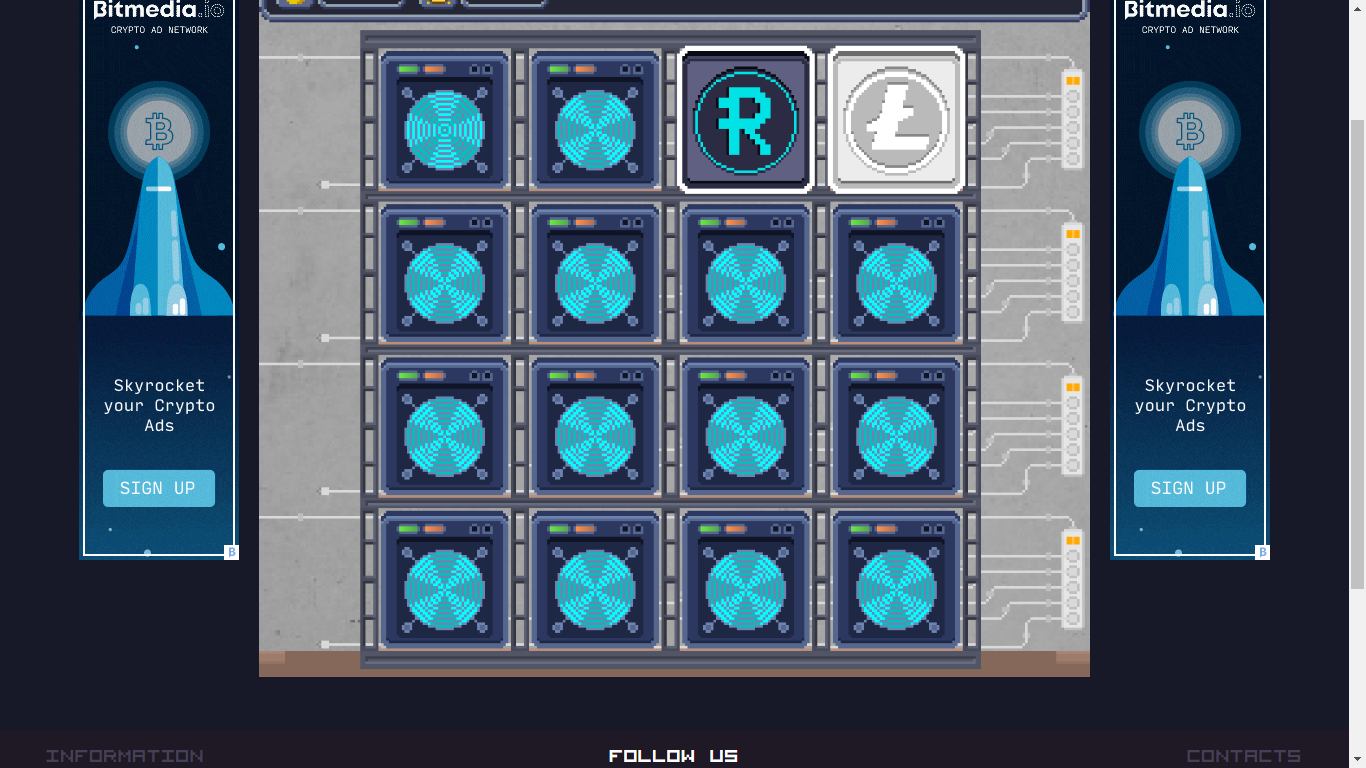 Bitmedia.io
CRYPTO AD NETWORK
Skyrocket
your Crypto
Ads
SIGN UP
Bitmedia.io
CRYPTO AD NETWORK
Skyrocket
your Crypto
Ads
SIGN UP
INFORMATION
FOLLOW US
CONTACTS